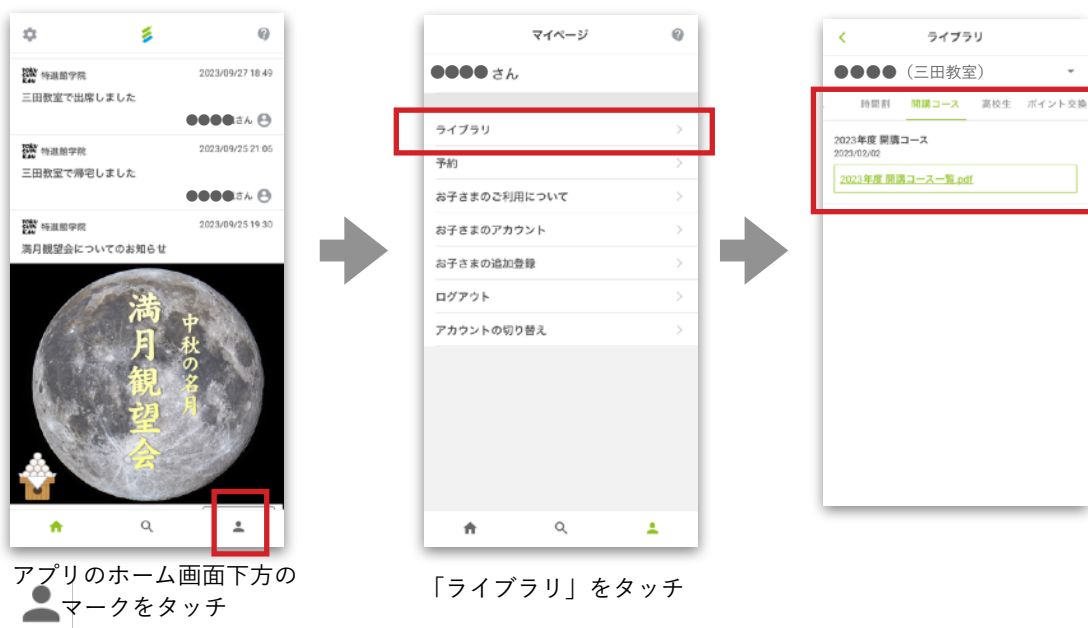 特進館学院
2023/09/27 18:49
三田教室で出席しました
●●●●さん
特進館学院
2023/09/25 21:05
三田教室で帰宅しました
●●●●さん
特進館学院
2023/09/25 19:30
満月観望会についてのお知らせ
中秋の名月
満月観望会
アプリのホーム画面下方の
マークをタッチ
マイページ
●●●●さん
ライブラリ
予約
お子さまのご利用について
お子さまのアカウント
お子さまの追加登録
ログアウト
アカウントの切り替え
「ライブラリ」をタッチ
ライブラリ
●●●●（三田教室）
時間割 開講コース 高校生 ポイント交換
2023年度 開講コース
2023/02/02
2023年度 開講コース一覧.pdf